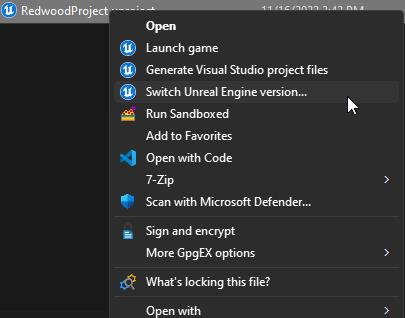 RedwoodProject.uproject 11/16/2022 3:42 PM
Open
Launch game
Generate Visual Studio project files
Switch Unreal Engine version...
Run Sandboxed
Add to Favorites
Open with Code
7-Zip
Scan with Microsoft Defender...
Sign and encrypt
More GpgEX options
What's locking this file?
Open with